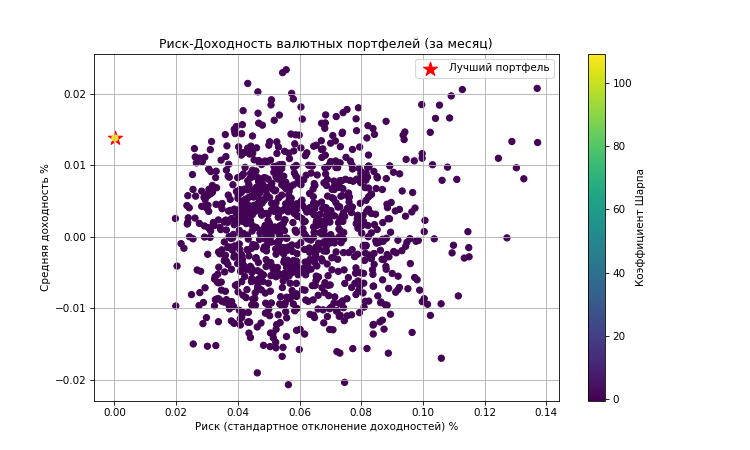 Риск-Доходность валютных портфелей (за месяц)
Лучший портфель
Средняя доходность %
0.02
0.01
0.00
−0.01
−0.02
0.00 0.02 0.04 0.06 0.08 0.10 0.12 0.14
Риск (стандартное отклонение доходностей) %
100
80
60
40
20
0
Коэффициент Шарпа